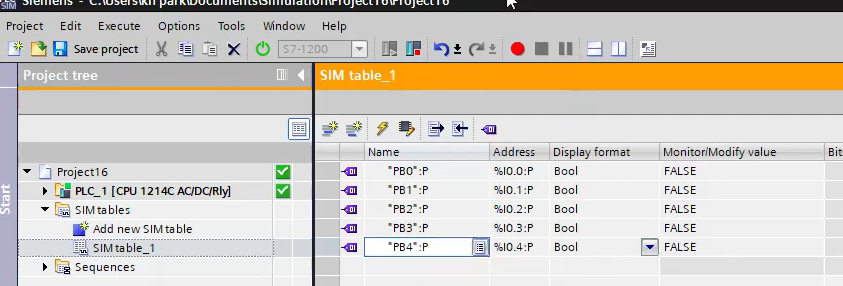 Siemens - C:\Users\
park\Documents\Simulation\Project16\Project16
Project Edit Execute Options Tools Window Help
Save project S7-1200
Project tree
SIM table_1
Start
Name Address Display format Monitor/Modify value Bit
"PB0":P %I0.0:P Bool FALSE
"PB1":P %I0.1:P Bool FALSE
"PB2":P %I0.2:P Bool FALSE
"PB3":P %I0.3:P Bool FALSE
"PB4":P %I0.4:P Bool FALSE
Project16
PLC_1 [CPU 1214C AC/DC/Rly]
SIM tables
Add new SIM table
SIM table_1
Sequences